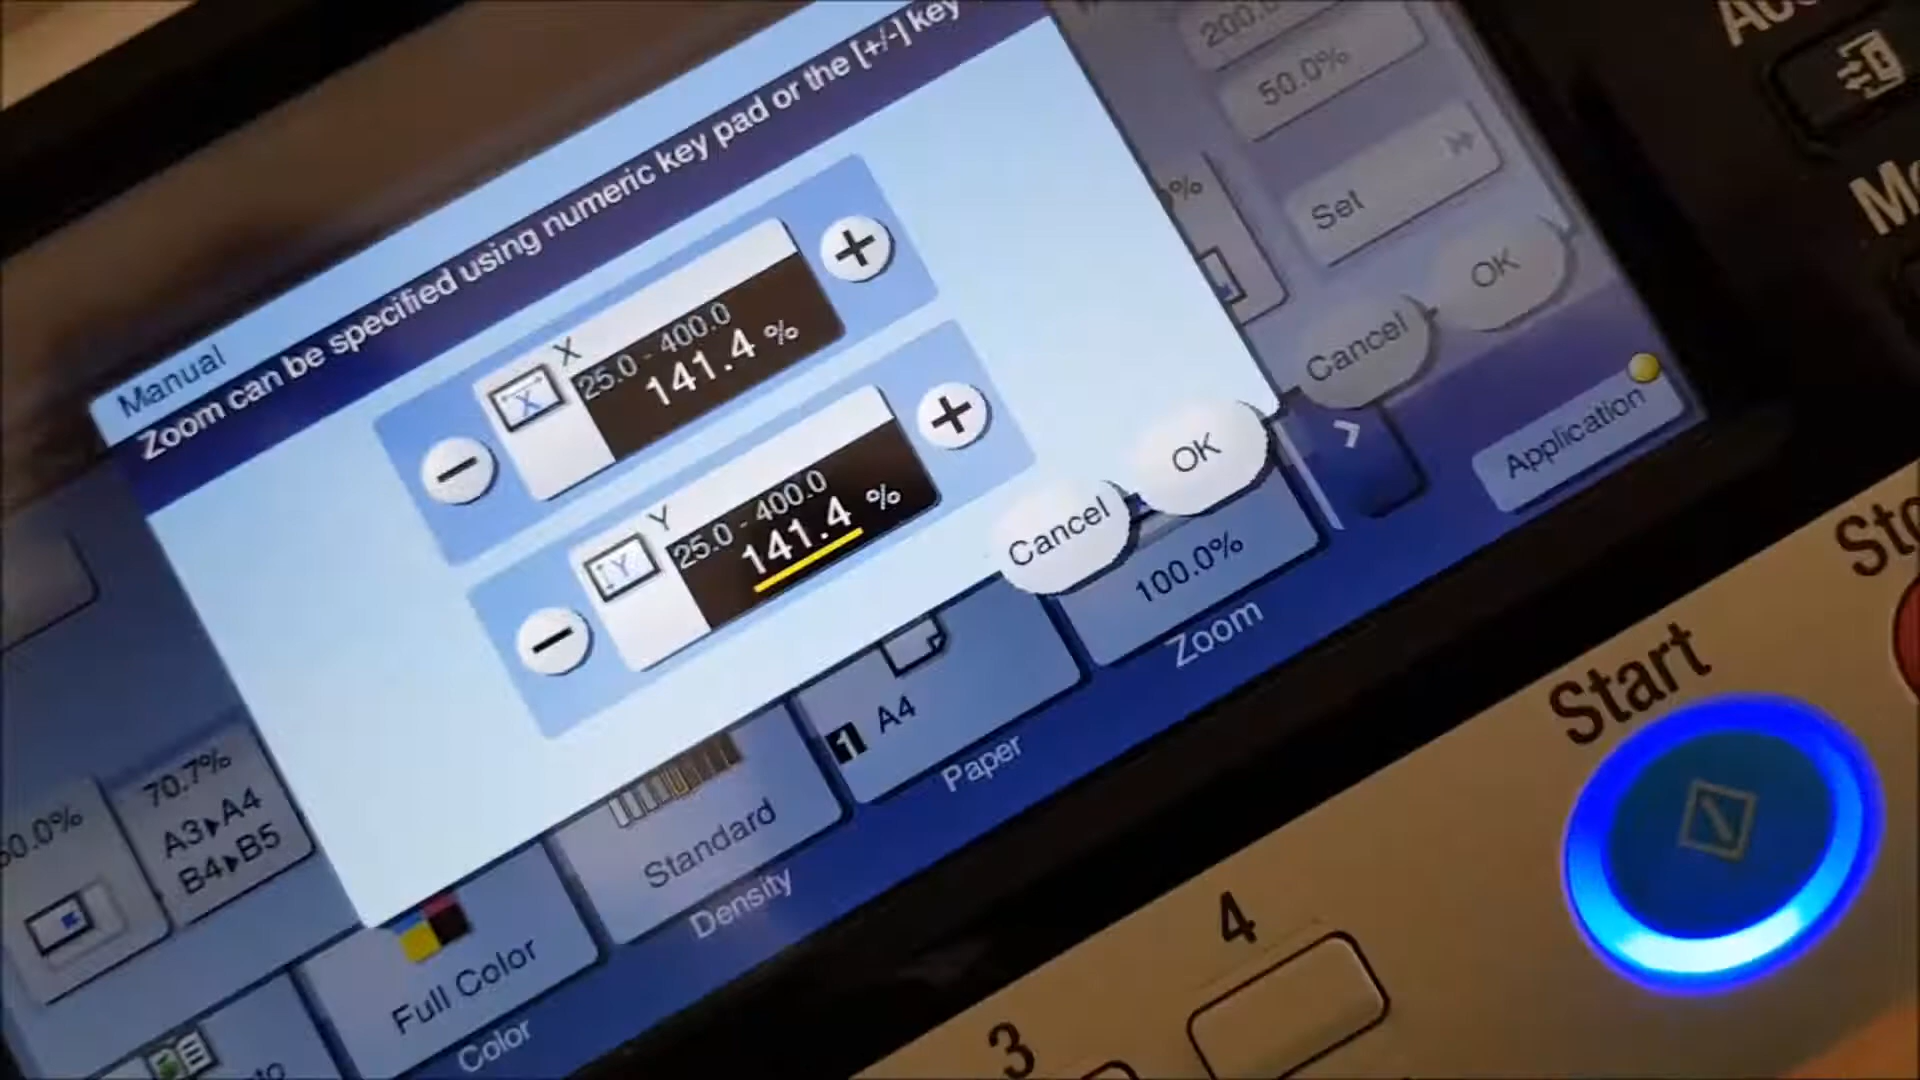 Manual
Zoom can be specified using numeric key pad or the [+/-] key
X
25.0 - 400.0
X
141.4 %
Y
25.0 - 400.0
Y
141.4 %
Cancel
OK
50.0%
Set
Cancel
OK
Application
70.7%
A3▸A4
B4▸B5
Full Color
Color
Standard
Density
1 A4
Paper
100.0%
Zoom
Start
4
3